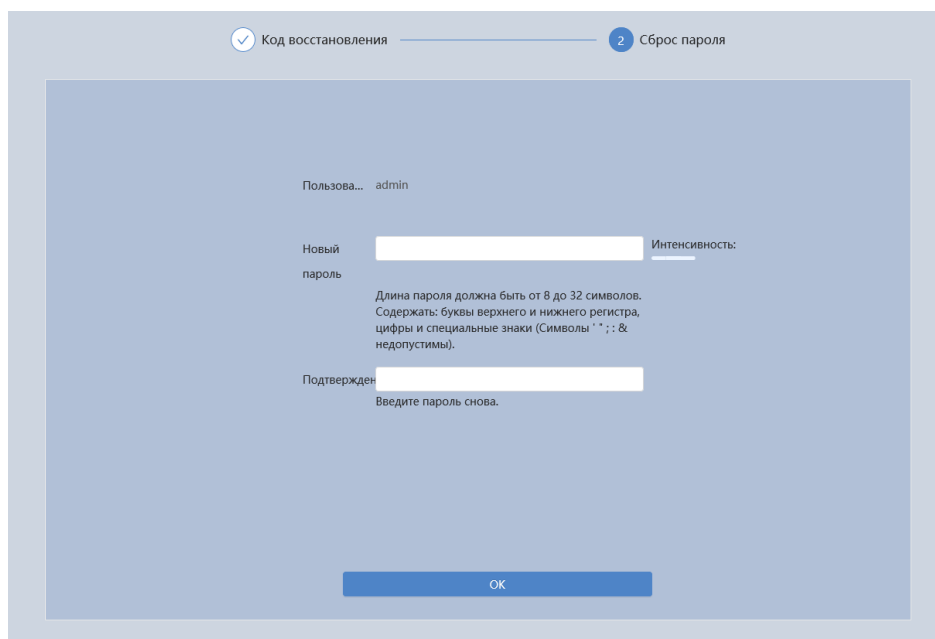 Код восстановления
2 Сброс пароля
Пользова... admin
Новый
пароль
Интенсивность:
Длина пароля должна быть от 8 до 32 символов.
Содержать: буквы верхнего и нижнего регистра,
цифры и специальные знаки (Символы ' " ; : &
недопустимы).
Подтвержден
Введите пароль снова.
OK